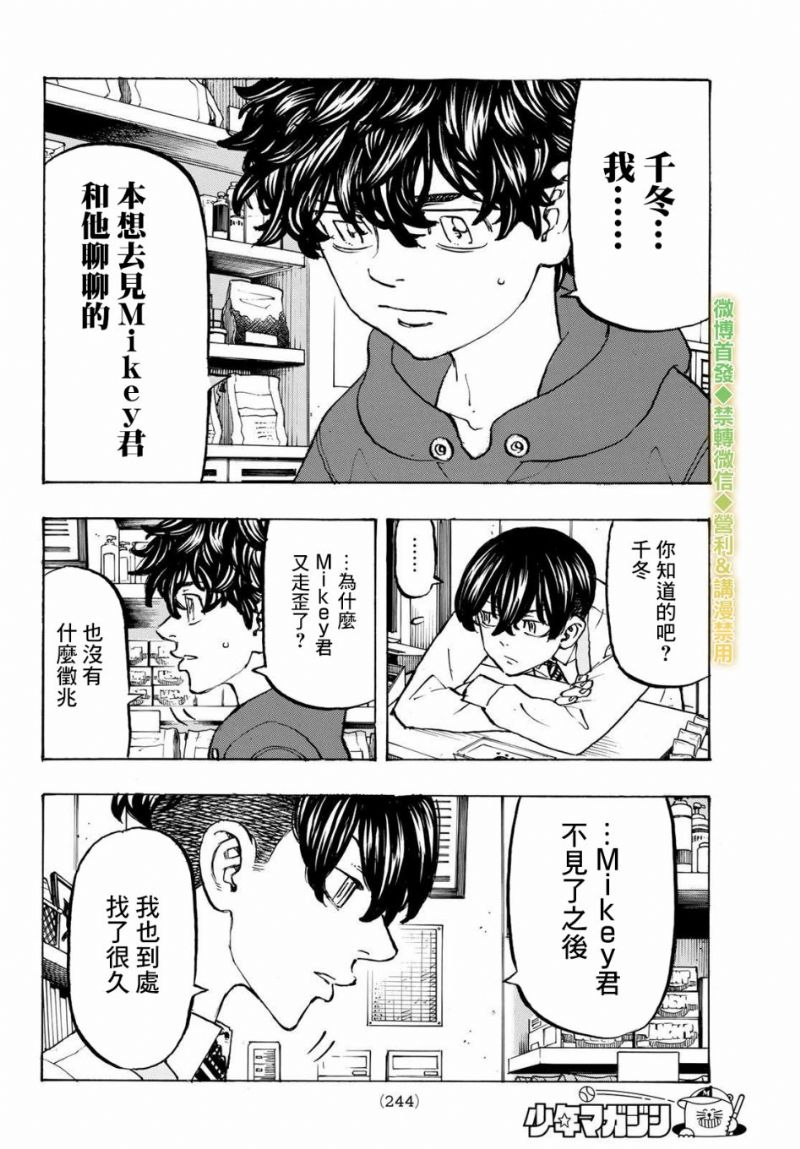 千冬…
我……
本想去見Mikey君
和他聊聊的
你知道的吧？
千冬
……
…為什麼
Mikey君
又走歪了？
也沒有
什麼徵兆
…Mikey君
不見了之後
我也到處
找了很久
微博首發◆禁轉微信◆營利&講漫禁用
(244)
少年マガジン